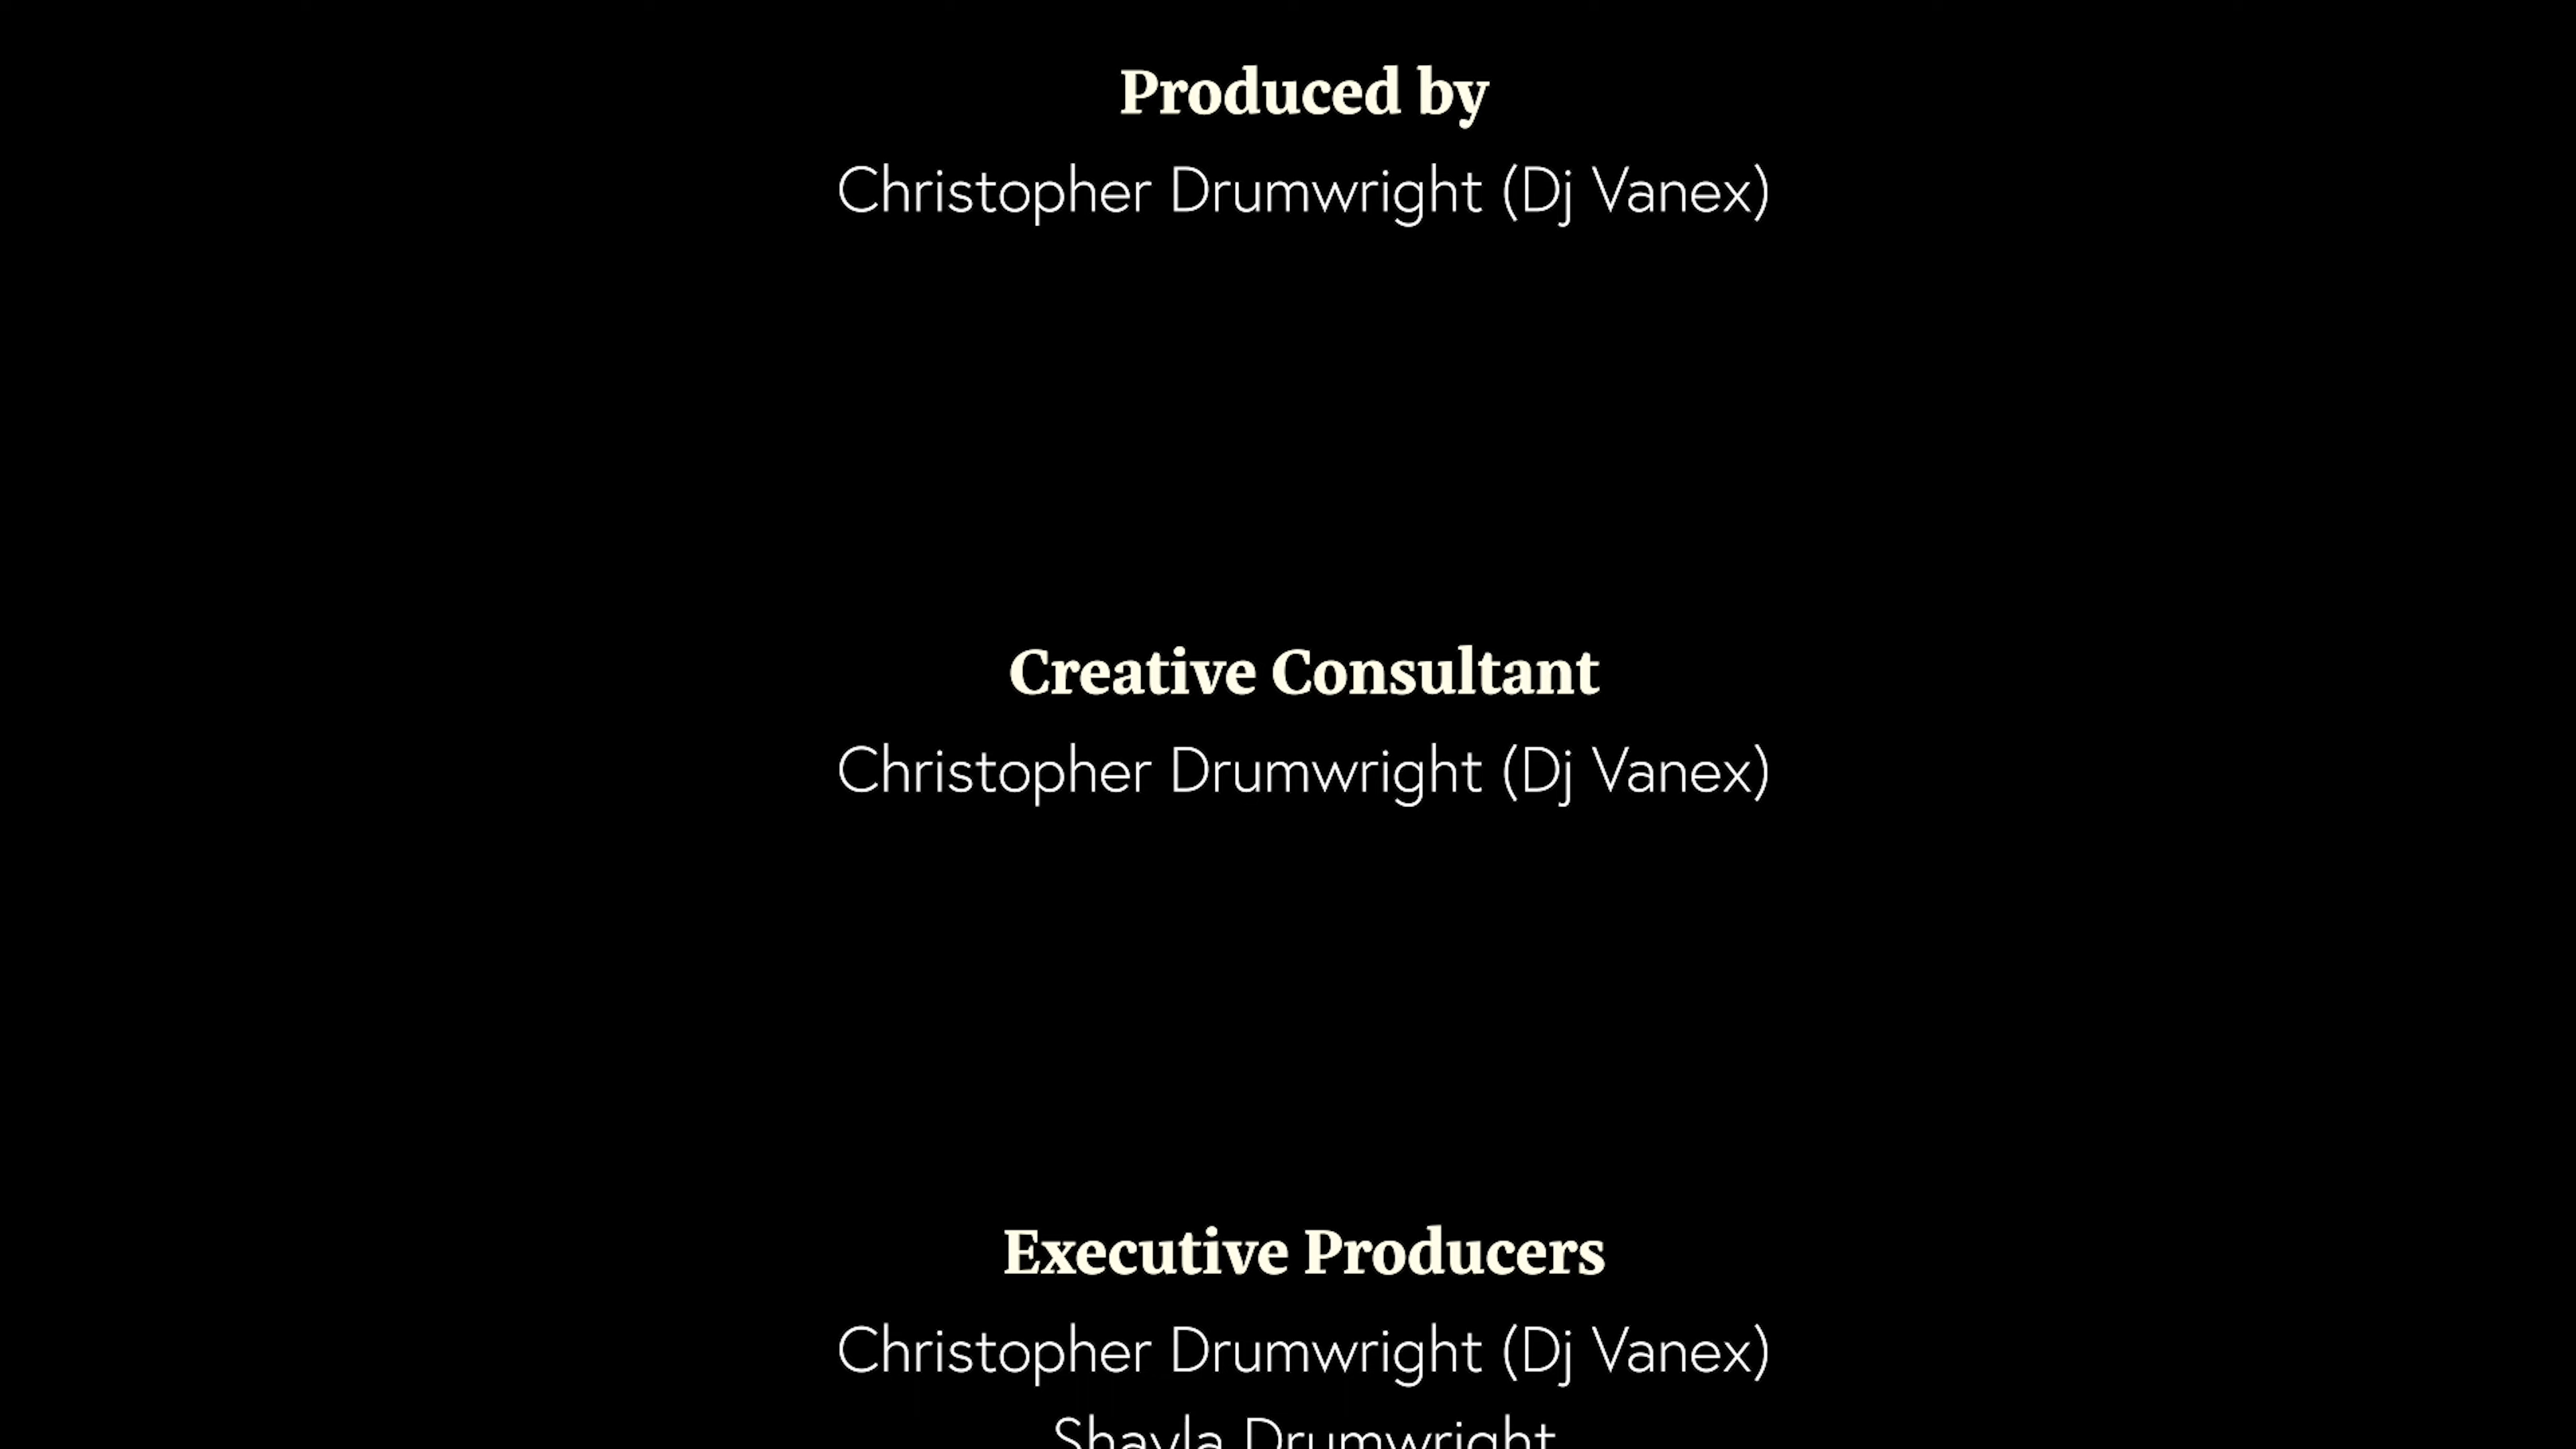 Produced by
Christopher Drumwright (Dj Vanex)
Creative Consultant
Christopher Drumwright (Dj Vanex)
Executive Producers
Christopher Drumwright (Dj Vanex)
Shayla Drumwright